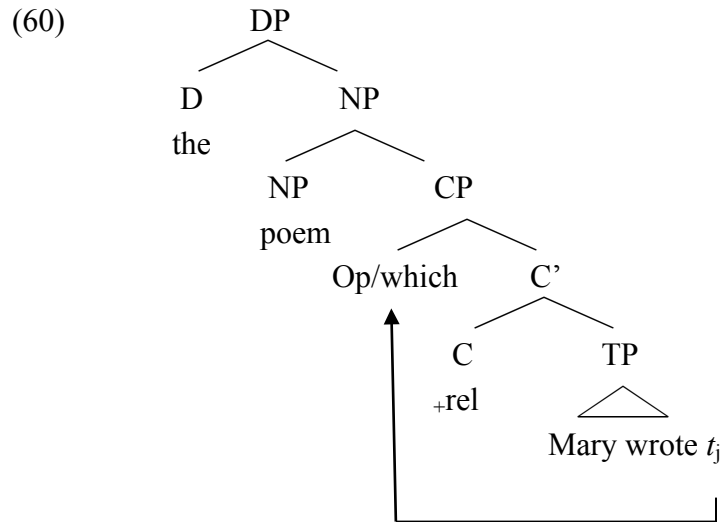 (60) DP
D NP
the
NP CP
poem
Op/which C’
C TP
+rel
Mary wrote tj